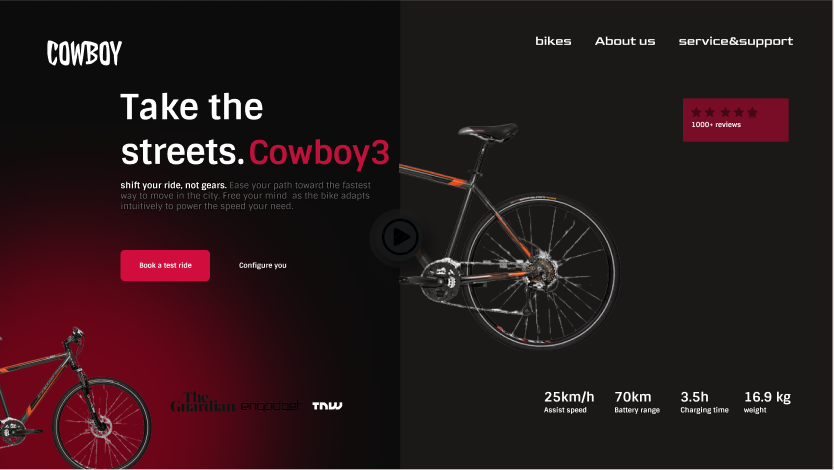 COWBOY
bikes About us service&support
Take the
streets. Cowboy3
shift your ride, not gears. Ease your path toward the fastest
way to move in the city. Free your mind as the bike adapts
intuitively to power the speed your need.
1000+ reviews
Book a test ride Configure you
The
Guardian engadget TNW
25km/h 70km 3.5h 16.9 kg
Assist speed Battery range Charging time weight